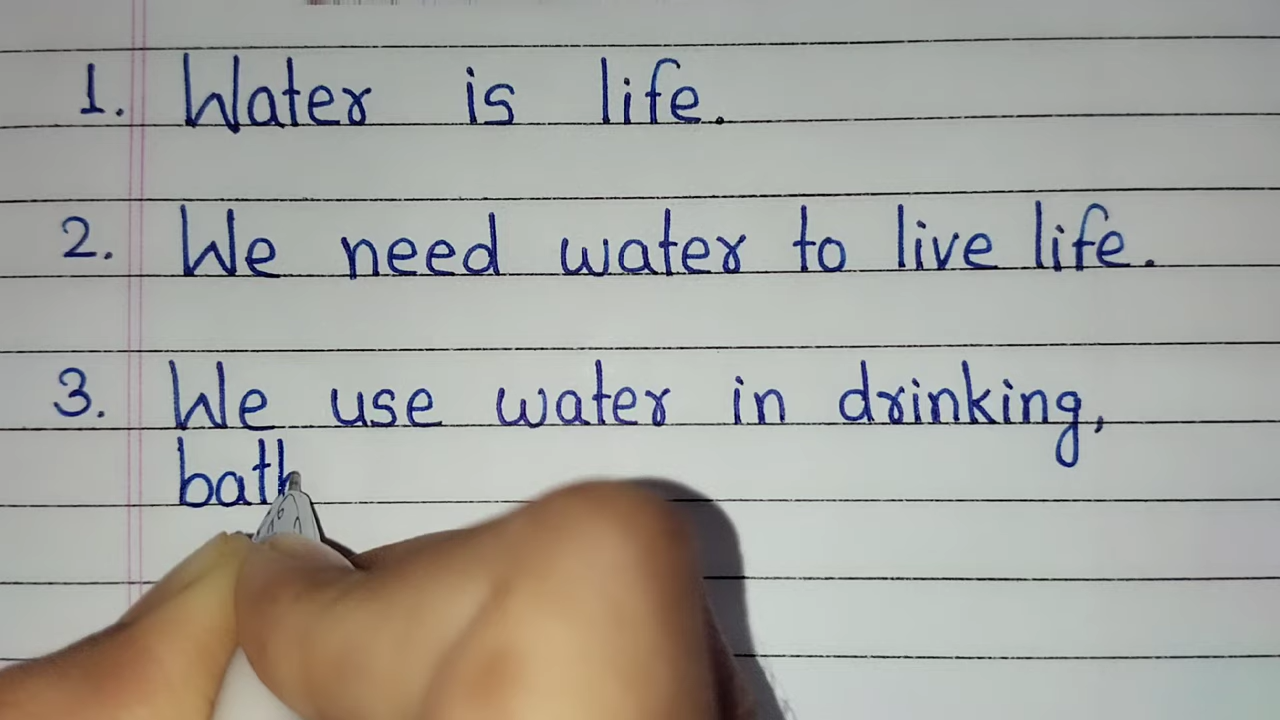 1. Water is life.
2. We need water to live life.
3. We use water in drinking,
bath